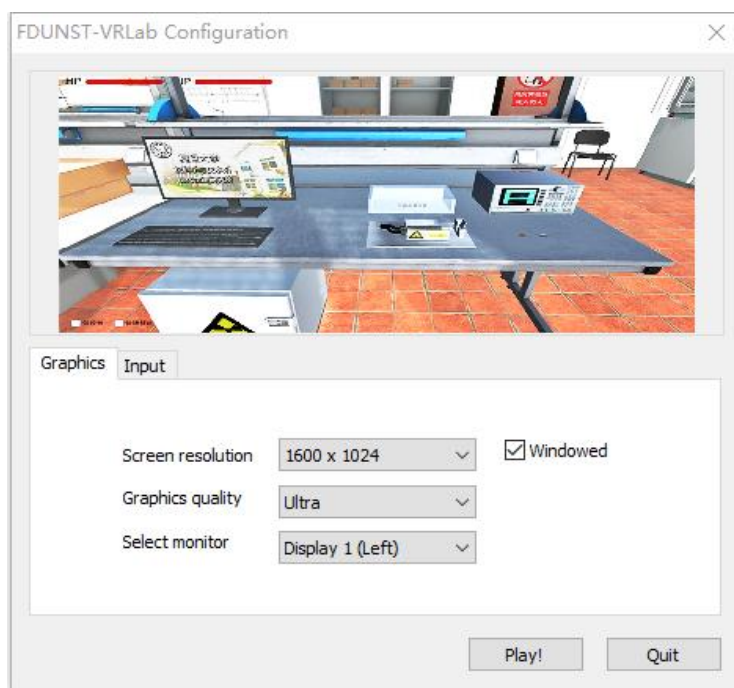 FDUNST-VRLab Configuration
HP
Graphics
Input
Screen resolution
1600 x 1024
Windowed
Graphics quality
Ultra
Select monitor
Display 1 (Left)
Play!
Quit